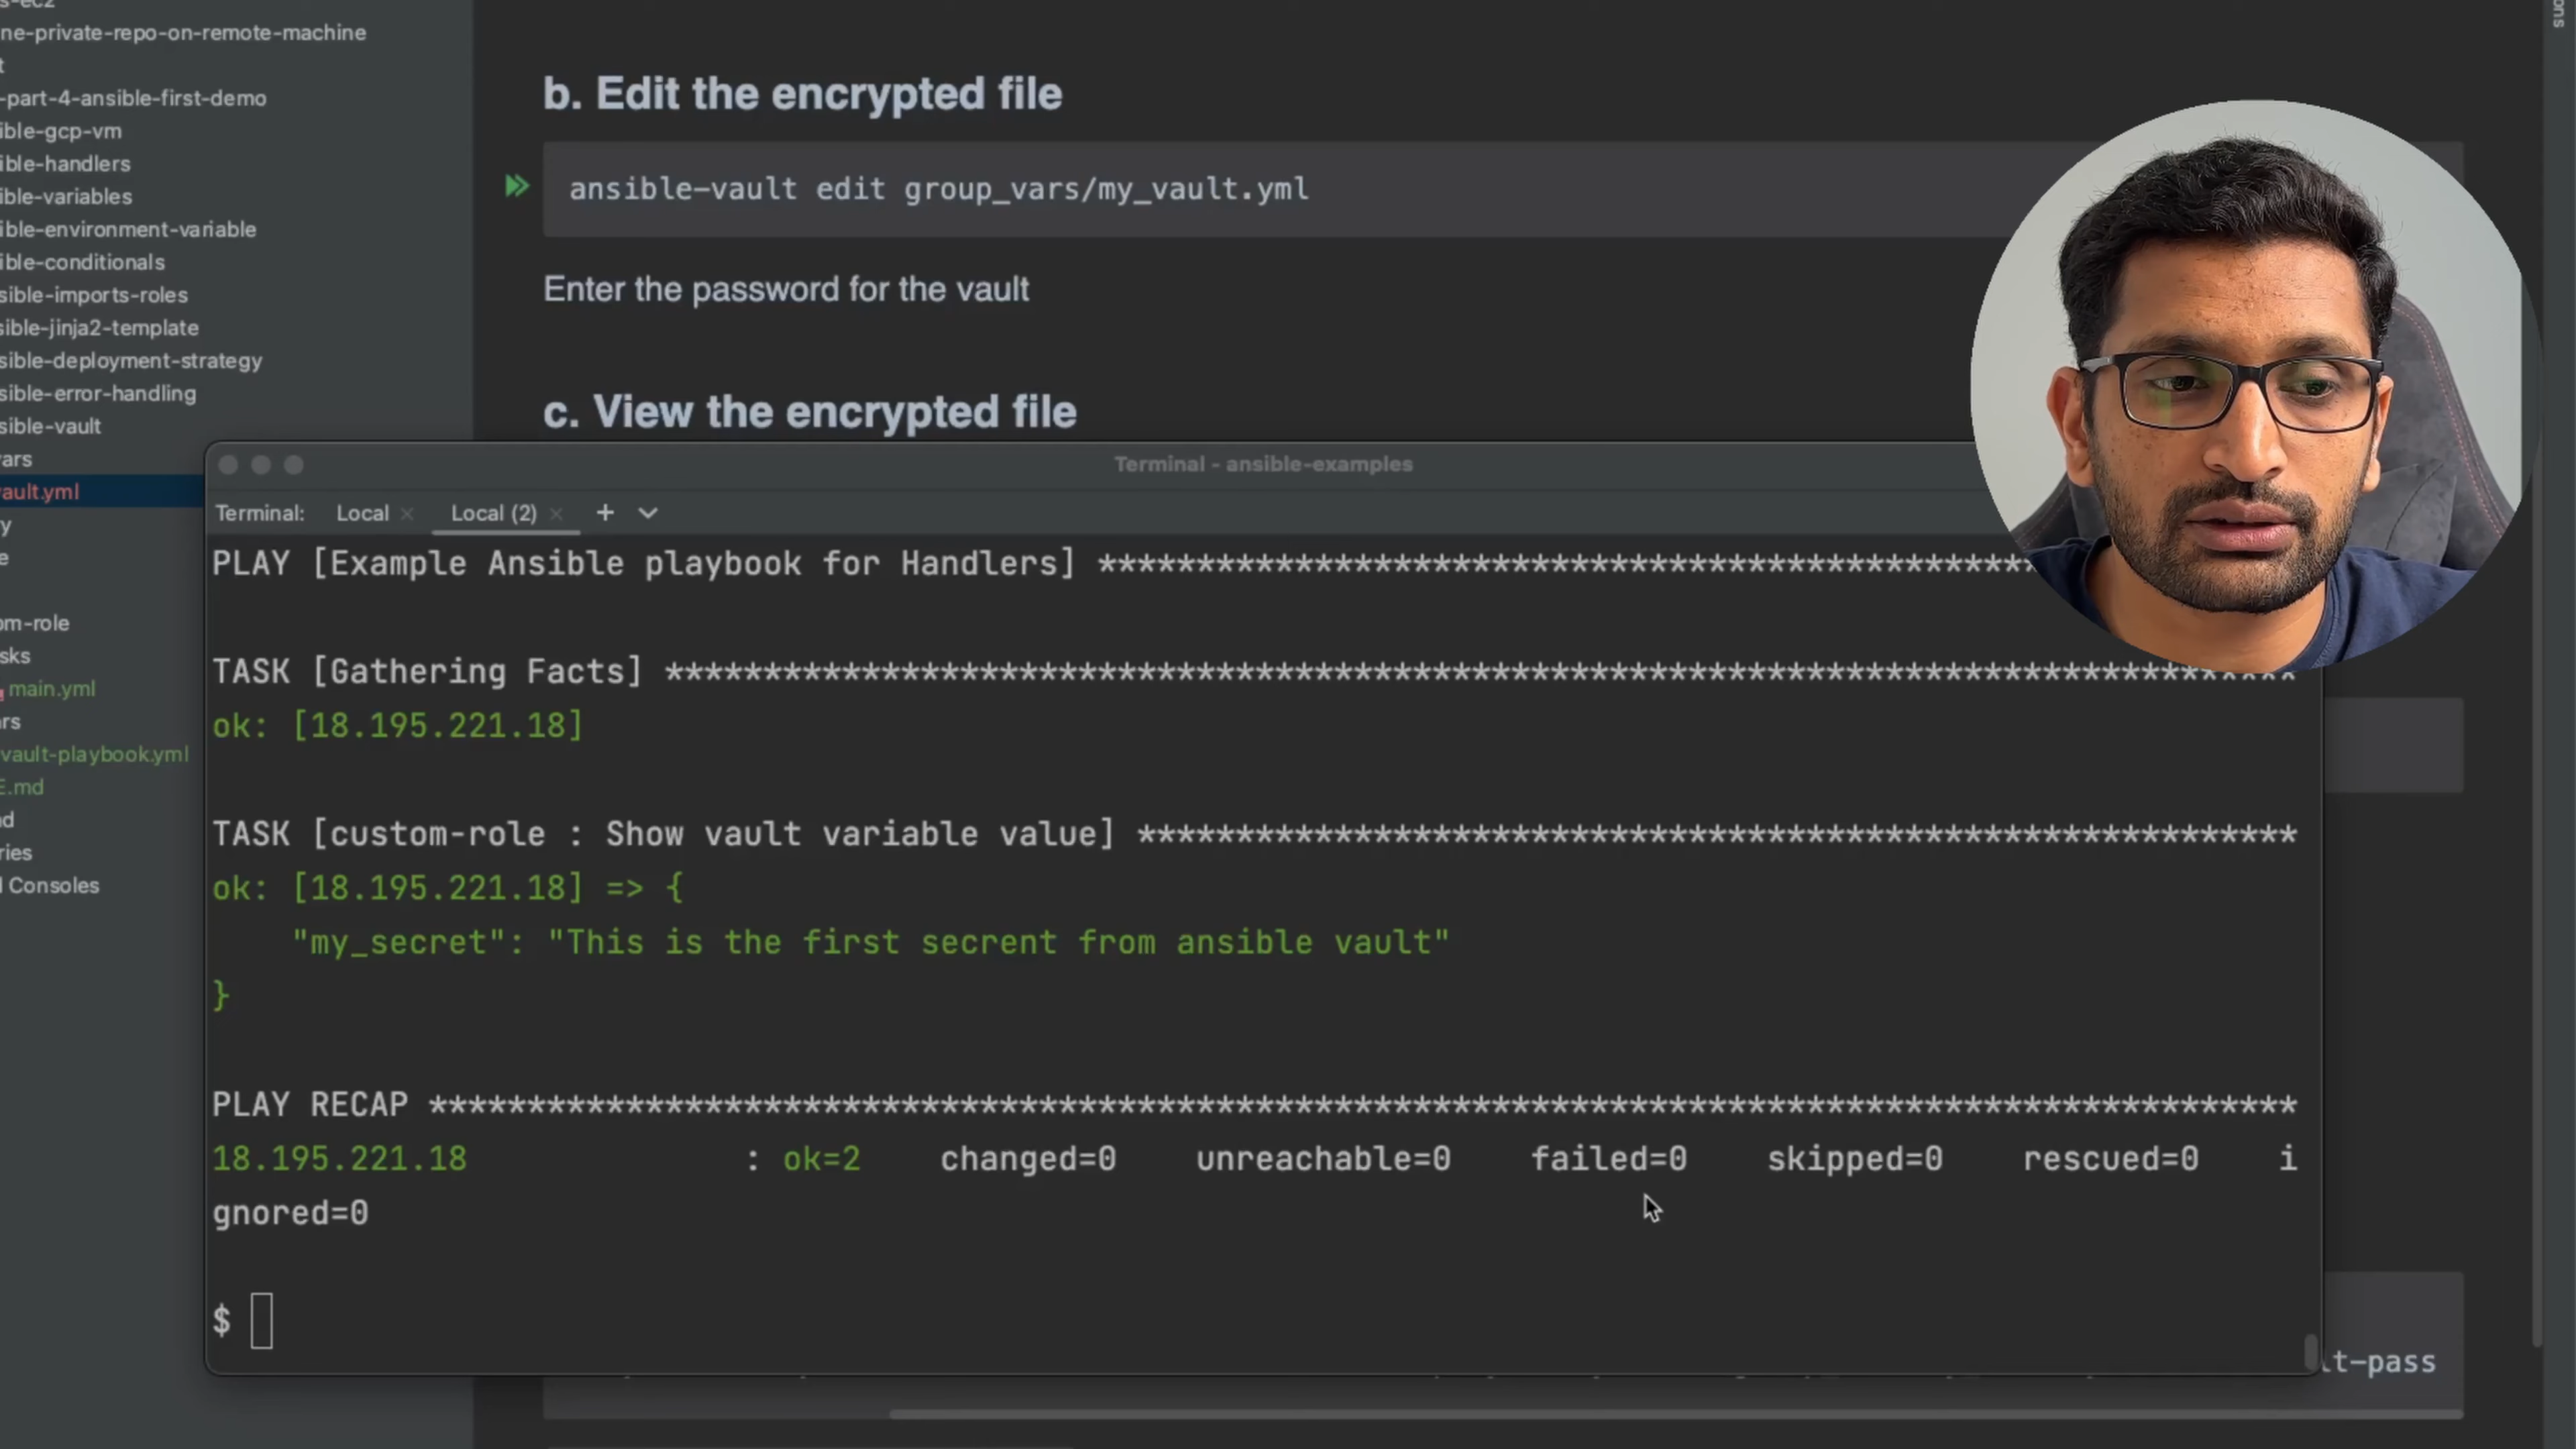 ne-private-repo-on-remote-machine
-part-4-ansible-first-demo
ible-gcp-vm
ible-handlers
ible-variables
ible-environment-variable
ible-conditionals
sible-imports-roles
sible-jinja2-template
sible-deployment-strategy
sible-error-handling
sible-vault
vars
vault.yml
om-role
sks
main.yml
ars
vault-playbook.yml
E.md
ries
Consoles
b. Edit the encrypted file
ansible-vault edit group_vars/my_vault.yml
Enter the password for the vault
c. View the encrypted file
Terminal - ansible-examples
Terminal: Local × Local (2) × +
PLAY [Example Ansible playbook for Handlers] **********************************************
TASK [Gathering Facts] ***********************************************************************************
ok: [18.195.221.18]
TASK [custom-role : Show vault variable value] ***********************************************************
ok: [18.195.221.18] => {
"my_secret": "This is the first secrent from ansible vault"
}
PLAY RECAP ***********************************************************************************************
18.195.221.18 : ok=2 changed=0 unreachable=0 failed=0 skipped=0 rescued=0 i
gnored=0
$
lt-pass